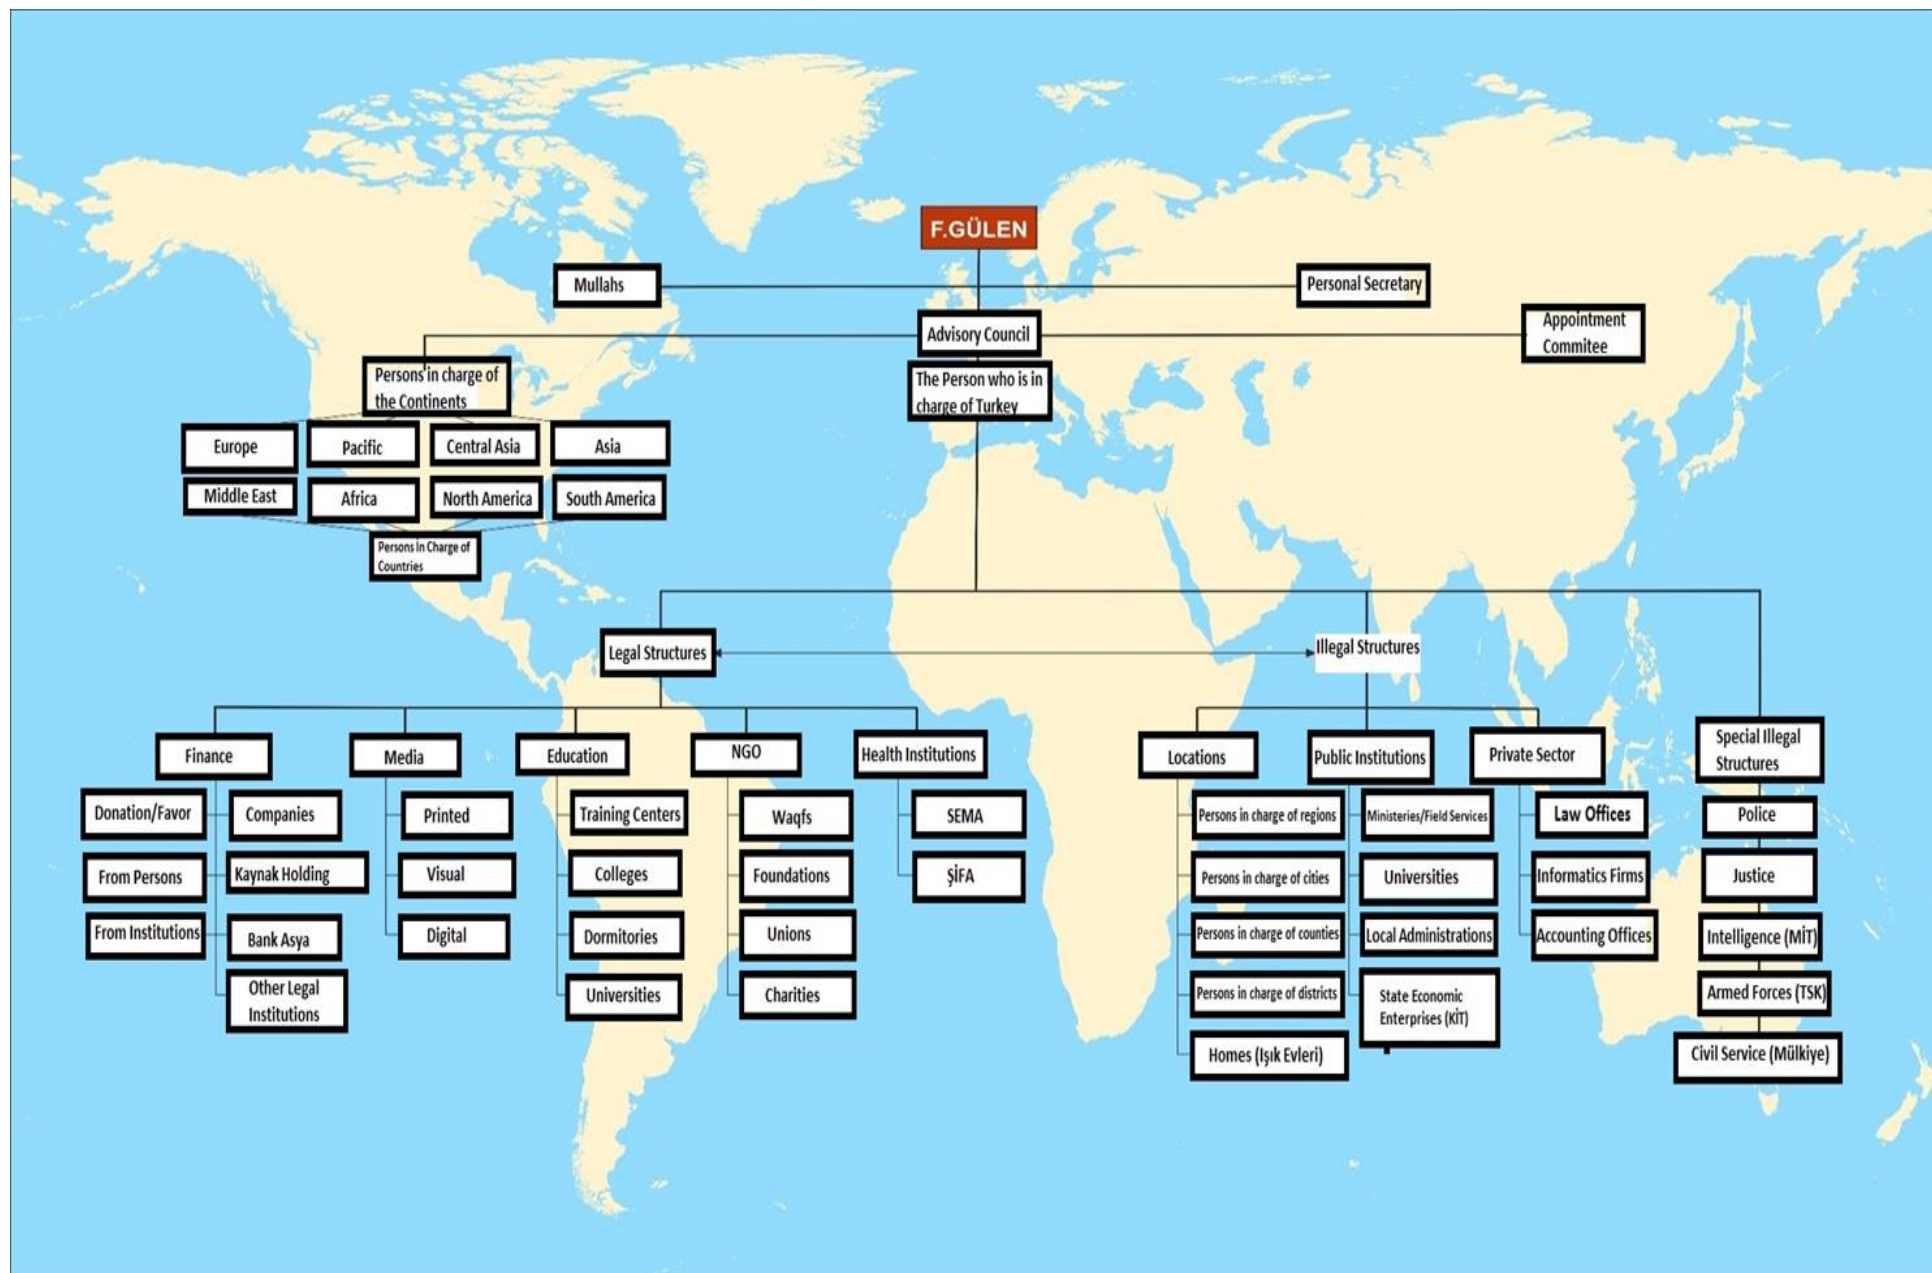 F.GÜLEN
Mullahs
Personal Secretary
Advisory Council
Appointment
Commitee
Persons in charge of
the Continents
The Person who is in
charge of Turkey
Europe
Pacific
Central Asia
Asia
Middle East
Africa
North America
South America
Persons in Charge of
Countries
Legal Structures
Illegal Structures
Finance
Media
Education
NGO
Health Institutions
Locations
Public Institutions
Private Sector
Special Illegal
Structures
Donation/Favor
Companies
Printed
Training Centers
Waqfs
SEMA
Persons in charge of regions
Ministeries/Field Services
Law Offices
Police
From Persons
Kaynak Holding
Visual
Colleges
Foundations
ŞİFA
Persons in charge of cities
Universities
Informatics Firms
Justice
From Institutions
Bank Asya
Digital
Dormitories
Unions
Persons in charge of counties
Local Administrations
Accounting Offices
Intelligence (MİT)
Other Legal
Institutions
Universities
Charities
Persons in charge of districts
State Economic
Enterprises (KİT)
Armed Forces (TSK)
Homes (Işık Evleri)
Civil Service (Mülkiye)